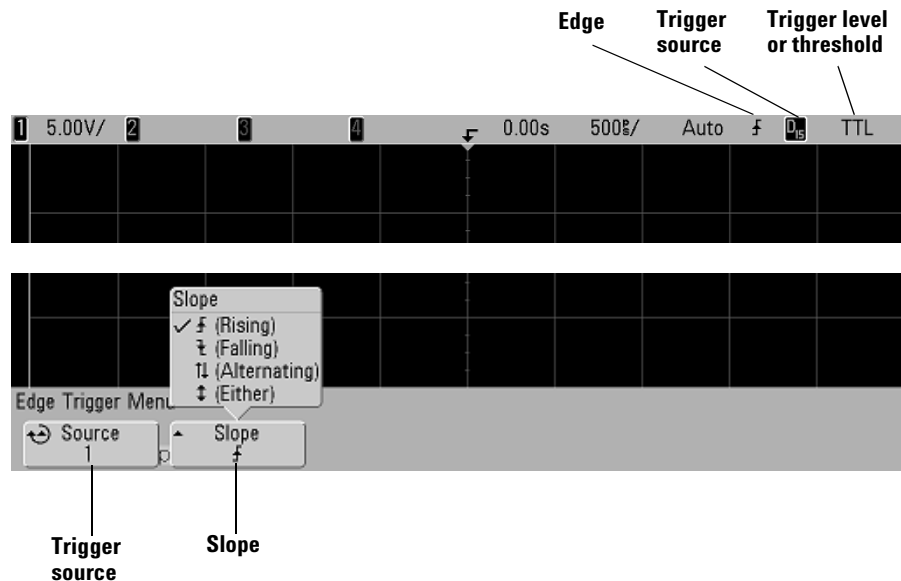 Edge
Trigger
source
Trigger level
or threshold
1 5.00V/ 2 3 4 0.00s 500㎱/ Auto D15 TTL
Slope
✓ (Rising)
(Falling)
↑↓ (Alternating)
↕ (Either)
Edge Trigger Menu
Source
1
Slope
Trigger
source
Slope